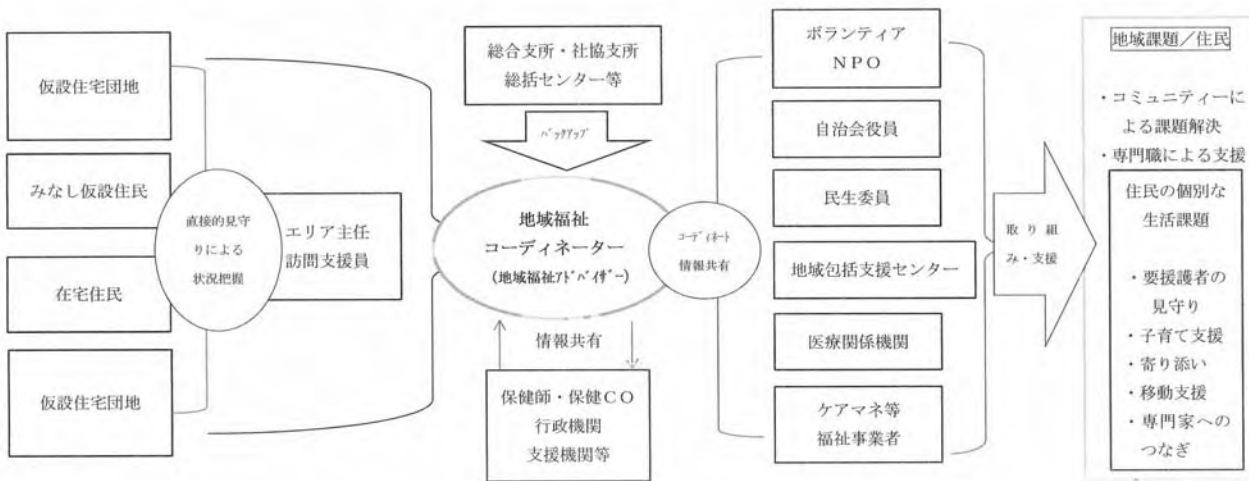 仮設住宅団地
みなし仮設住民
在宅住民
仮設住宅団地
直接的見守
りによる
状況把握
エリア主任
訪問支援員
総合支所・社協支所
総括センター等
バックアップ
地域福祉
コーディネーター
(地域福祉アドバイザー)
情報共有
保健師・保健CO
行政機関
支援機関等
コーディネート
情報共有
ボランティア
NPO
自治会役員
民生委員
地域包括支援センター
医療関係機関
ケアマネ等
福祉事業者
取り組
み・支援
地域課題/住民
・コミュニティーに
よる課題解決
・専門職による支援
住民の個別な
生活課題
・要援護者の
見守り
・子育て支援
・寄り添い
・移動支援
・専門家への
つなぎ